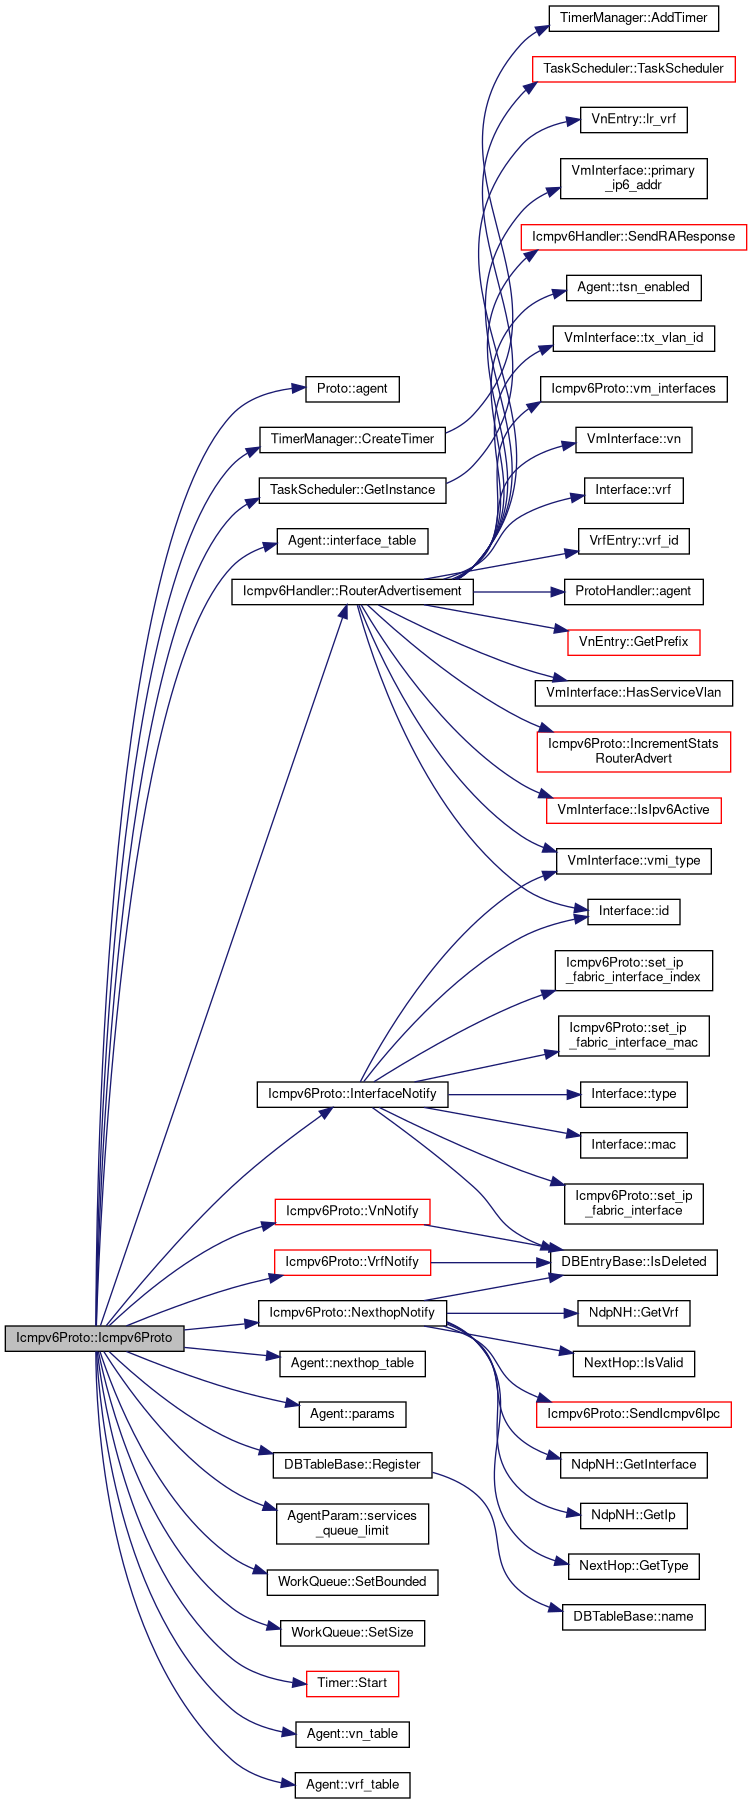 TimerManager::AddTimer
TaskScheduler::TaskScheduler
VnEntry::lr_vrf
VmInterface::primary
_ip6_addr
Icmpv6Handler::SendRAResponse
Agent::tsn_enabled
VmInterface::tx_vlan_id
Proto::agent
Icmpv6Proto::vm_interfaces
TimerManager::CreateTimer
VmInterface::vn
TaskScheduler::GetInstance
Interface::vrf
Agent::interface_table
VrfEntry::vrf_id
Icmpv6Handler::RouterAdvertisement
ProtoHandler::agent
VnEntry::GetPrefix
VmInterface::HasServiceVlan
Icmpv6Proto::IncrementStats
RouterAdvert
VmInterface::IsIpv6Active
VmInterface::vmi_type
Interface::id
Icmpv6Proto::set_ip
_fabric_interface_index
Icmpv6Proto::set_ip
_fabric_interface_mac
Icmpv6Proto::InterfaceNotify
Interface::type
Interface::mac
Icmpv6Proto::set_ip
_fabric_interface
Icmpv6Proto::VnNotify
Icmpv6Proto::VrfNotify
DBEntryBase::IsDeleted
Icmpv6Proto::NexthopNotify
NdpNH::GetVrf
Icmpv6Proto::Icmpv6Proto
Agent::nexthop_table
NextHop::IsValid
Agent::params
Icmpv6Proto::SendIcmpv6Ipc
DBTableBase::Register
NdpNH::GetInterface
AgentParam::services
_queue_limit
NdpNH::GetIp
WorkQueue::SetBounded
NextHop::GetType
WorkQueue::SetSize
DBTableBase::name
Timer::Start
Agent::vn_table
Agent::vrf_table